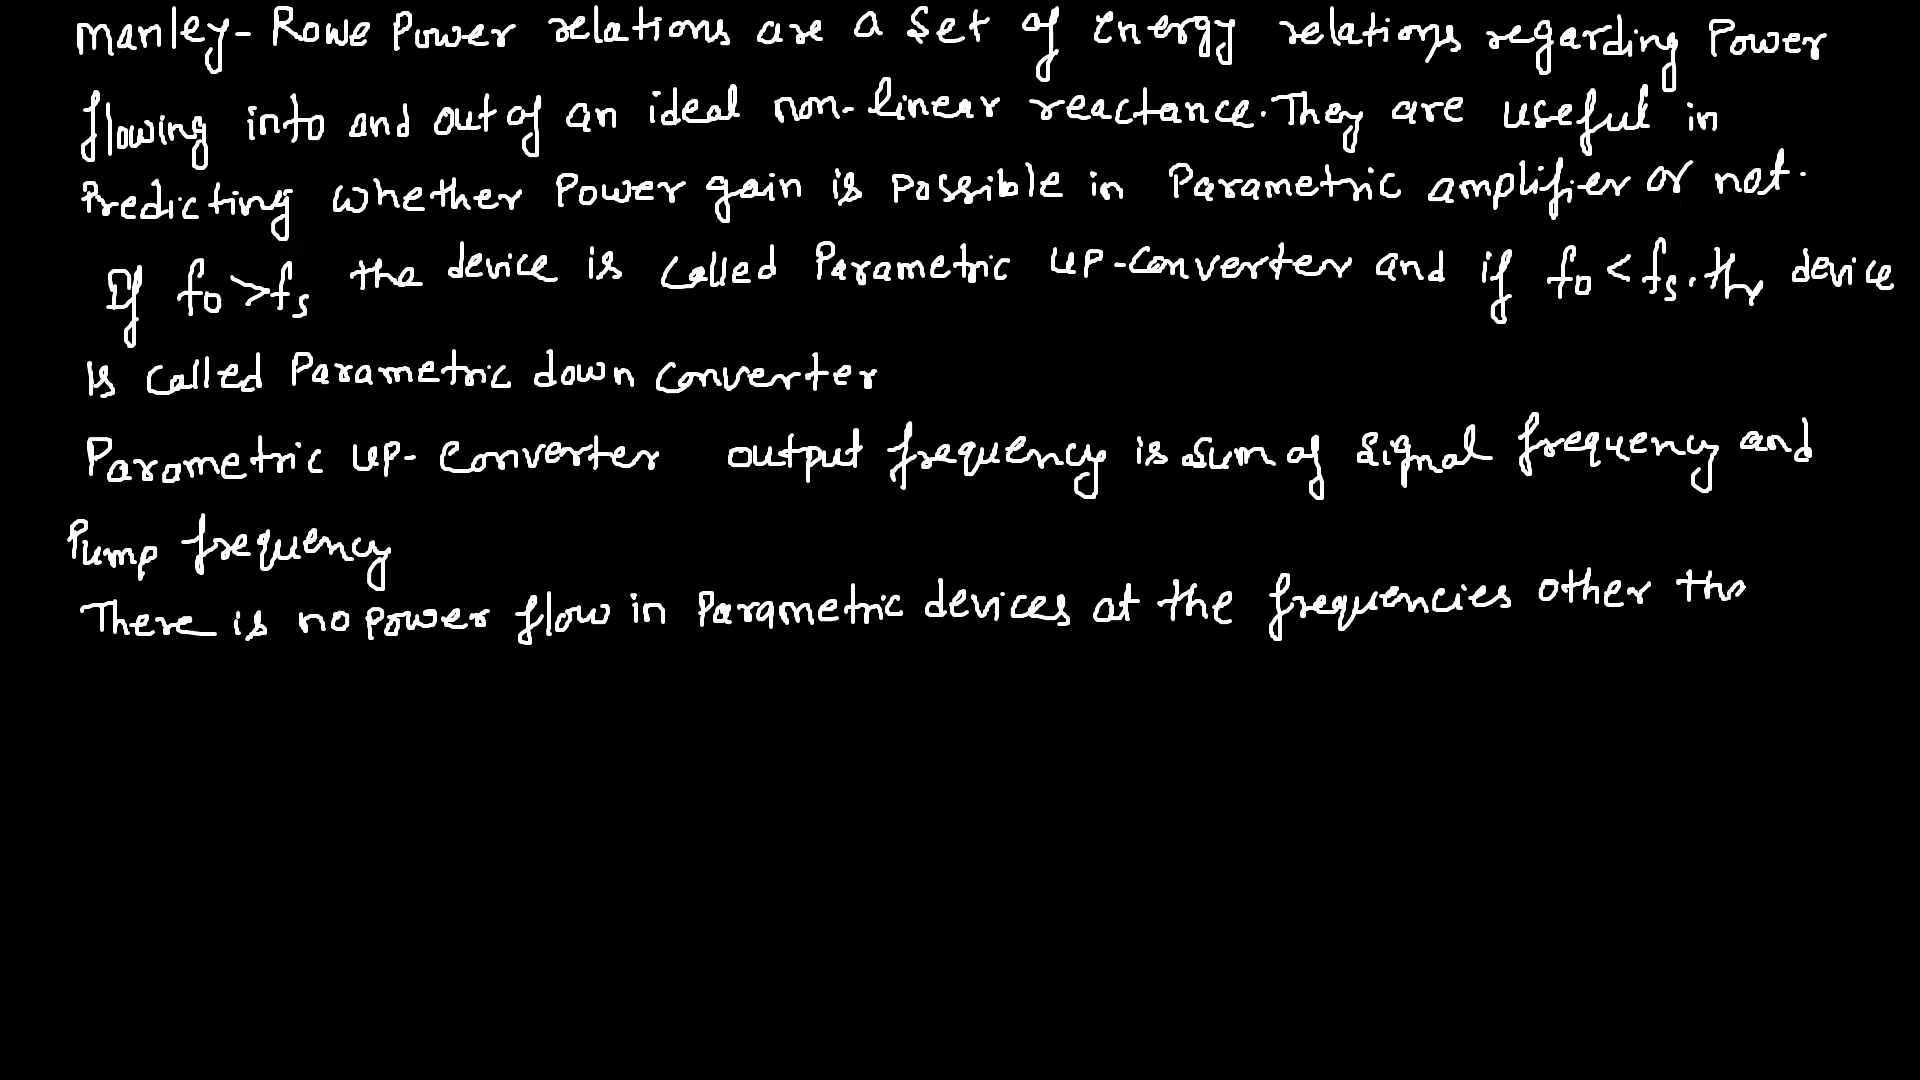 Manley-Rowe Power relations are a Set of Energy relations regarding Power
flowing into and out of an ideal non-linear reactance. They are useful in
Predicting whether Power gain is Possible in Parametric amplifier or not.
If fo>fs the device is called Parametric UP-Converter and if fo<fs. the device
Is called Parametric down converter
Parametric UP-Converter output frequency is sum of signal frequency and
Pump frequency
There is no power flow in Parametric devices at the frequencies other tha